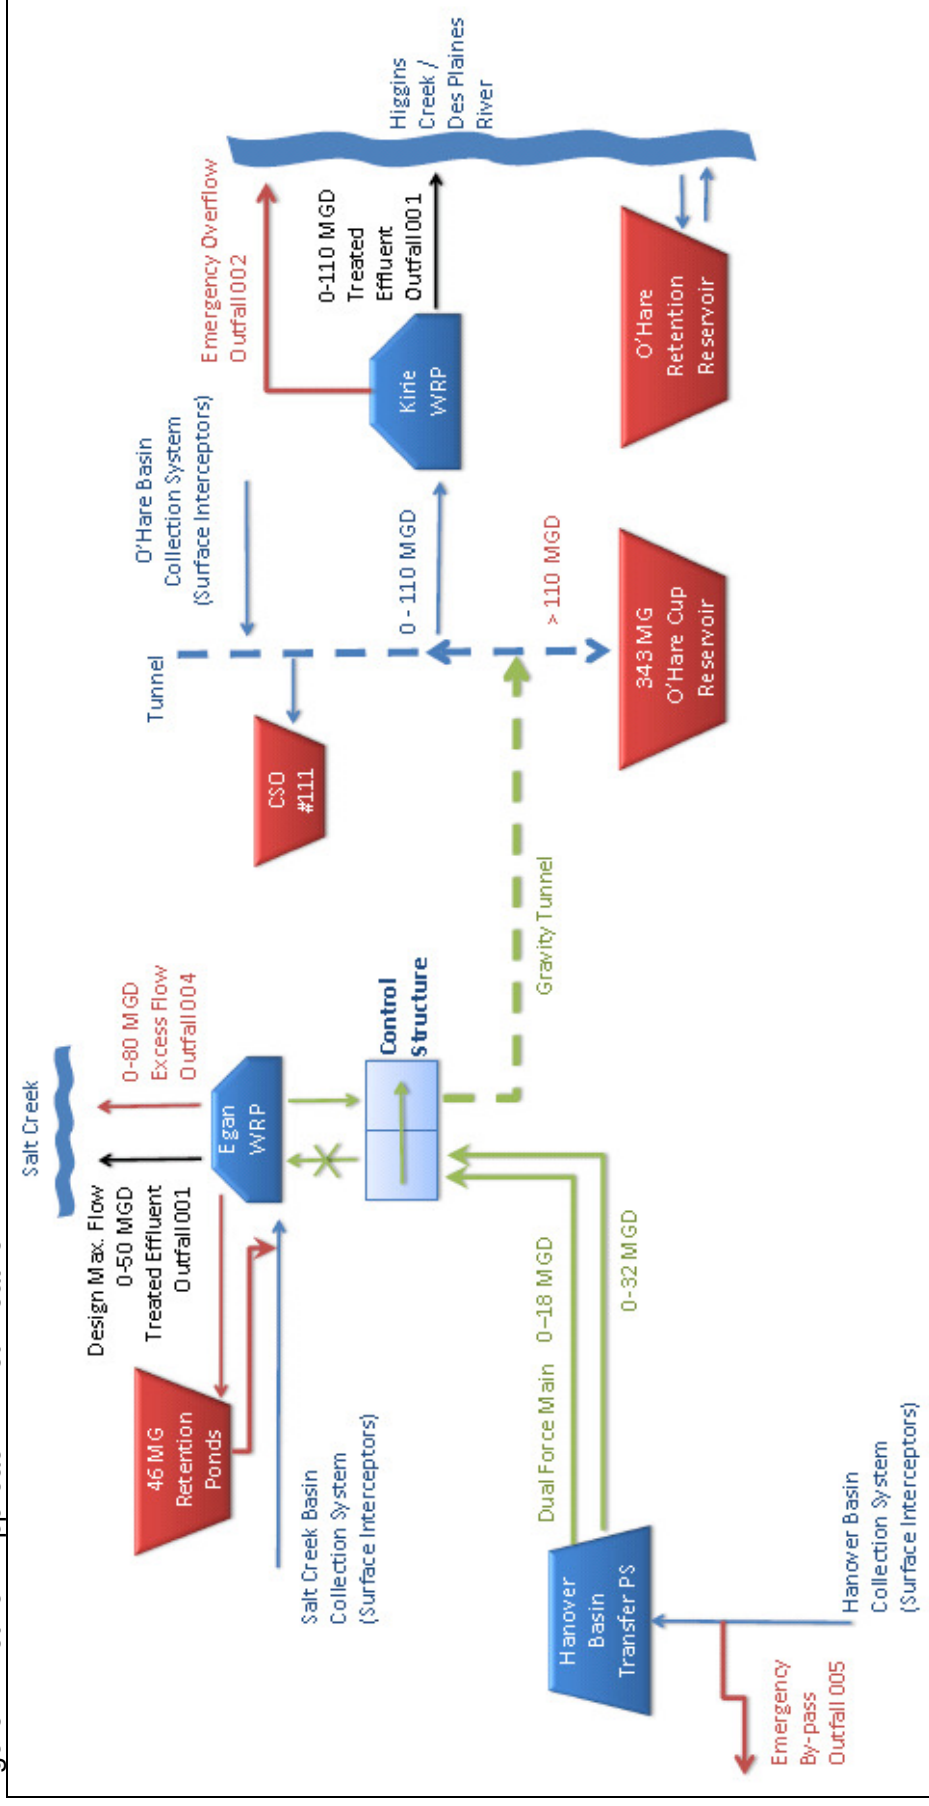 Salt Creek
Design Max. Flow
0-50 MGD
Treated Effluent
Outfall 001
0-80 MGD
Excess Flow
Outfall 004
46 MG
Retention
Ponds
Egan
WRP
Control
Structure
Salt Creek Basin
Collection System
(Surface Interceptors)
Dual Force Main
0-18 MGD
0-32 MGD
Hanover
Basin
Transfer PS
Emergency
By-pass
Outfall 005
Hanover Basin
Collection System
(Surface Interceptors)
Gravity Tunnel
Tunnel
O'Hare Basin
Collection System
(Surface Interceptors)
CSO
#111
0 - 110 MGD
> 110 MGD
343 MG
O'Hare Cup
Reservoir
Emergency Overflow
Outfall 002
Kirie
WRP
0-110 MGD
Treated
Effluent
Outfall 001
Higgins
Creek /
Des Plaines
River
O'Hare
Retention
Reservoir